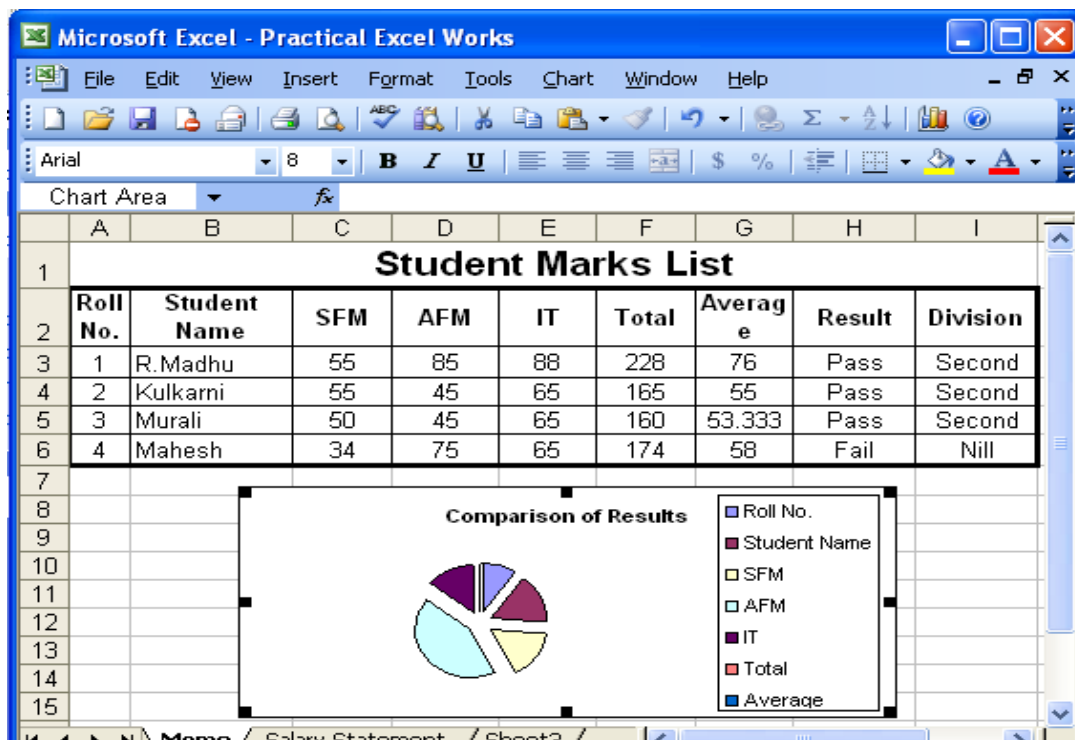 Microsoft Excel - Practical Excel Works
File Edit View Insert Format Tools Chart Window Help
ABC
Arial 8 B I U $ % A
Chart Area fx
A B C D E F G H I
1 Student Marks List
2 Roll No. Student Name SFM AFM IT Total Average Result Division
3 1 R.Madhu 55 85 88 228 76 Pass Second
4 2 Kulkarni 55 45 65 165 55 Pass Second
5 3 Murali 50 45 65 160 53.333 Pass Second
6 4 Mahesh 34 75 65 174 58 Fail Nill
7
8
9
10
11
12
13
14
15
Comparison of Results
Roll No.
Student Name
SFM
AFM
IT
Total
Average
Memo / Salary Statement / Sheet3 /